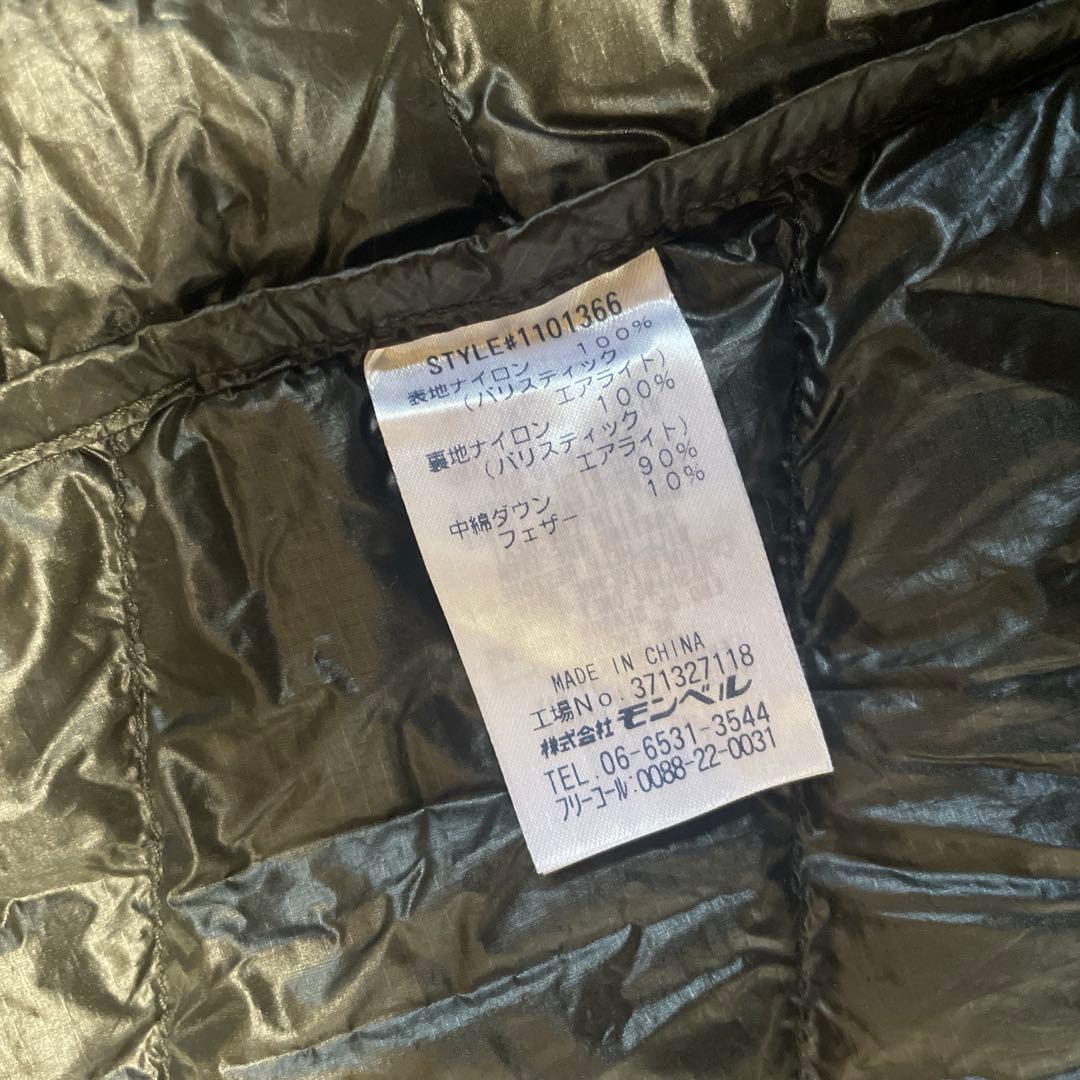 STYLE#1101366
表地ナイロン 100%
(バリスティック
エアライト)
裏地ナイロン 100%
(バリスティック
エアライト)
中綿ダウン 90%
フェザー 10%
MADE IN CHINA
工場No.371327118
株式会社モンベル
TEL.06-6531-3544
フリーコール:0088-22-0031